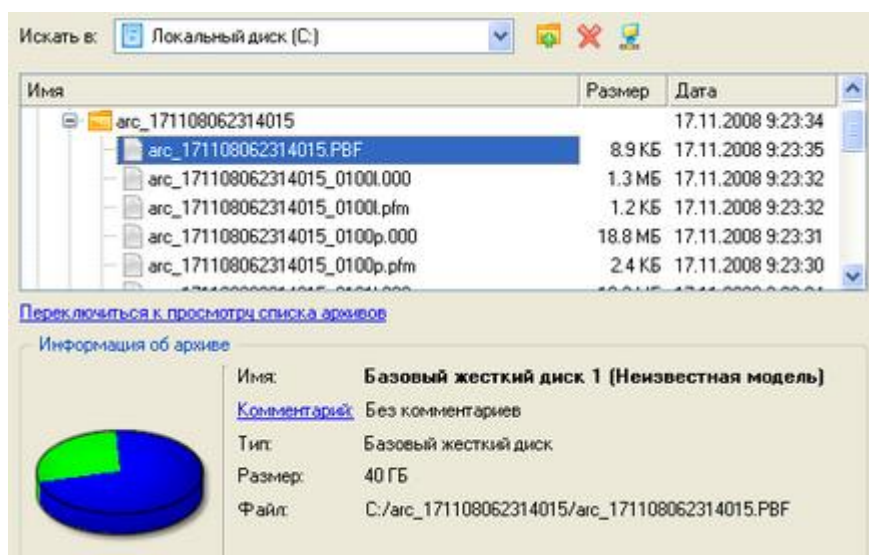 Искать в: Локальный диск (C:)
Имя Размер Дата
arc_171108062314015 17.11.2008 9:23:34
arc_171108062314015.PBF 8.9 КБ 17.11.2008 9:23:35
arc_171108062314015_0100l.000 1.3 МБ 17.11.2008 9:23:32
arc_171108062314015_0100l.pfm 1.2 КБ 17.11.2008 9:23:32
arc_171108062314015_0100p.000 18.8 МБ 17.11.2008 9:23:31
arc_171108062314015_0100p.pfm 2.4 КБ 17.11.2008 9:23:30
Переключиться к просмотру списка архивов
Информация об архиве
Имя: Базовый жесткий диск 1 (Неизвестная модель)
Комментарий: Без комментариев
Тип: Базовый жесткий диск
Размер: 40 ГБ
Файл: C:/arc_171108062314015/arc_171108062314015.PBF